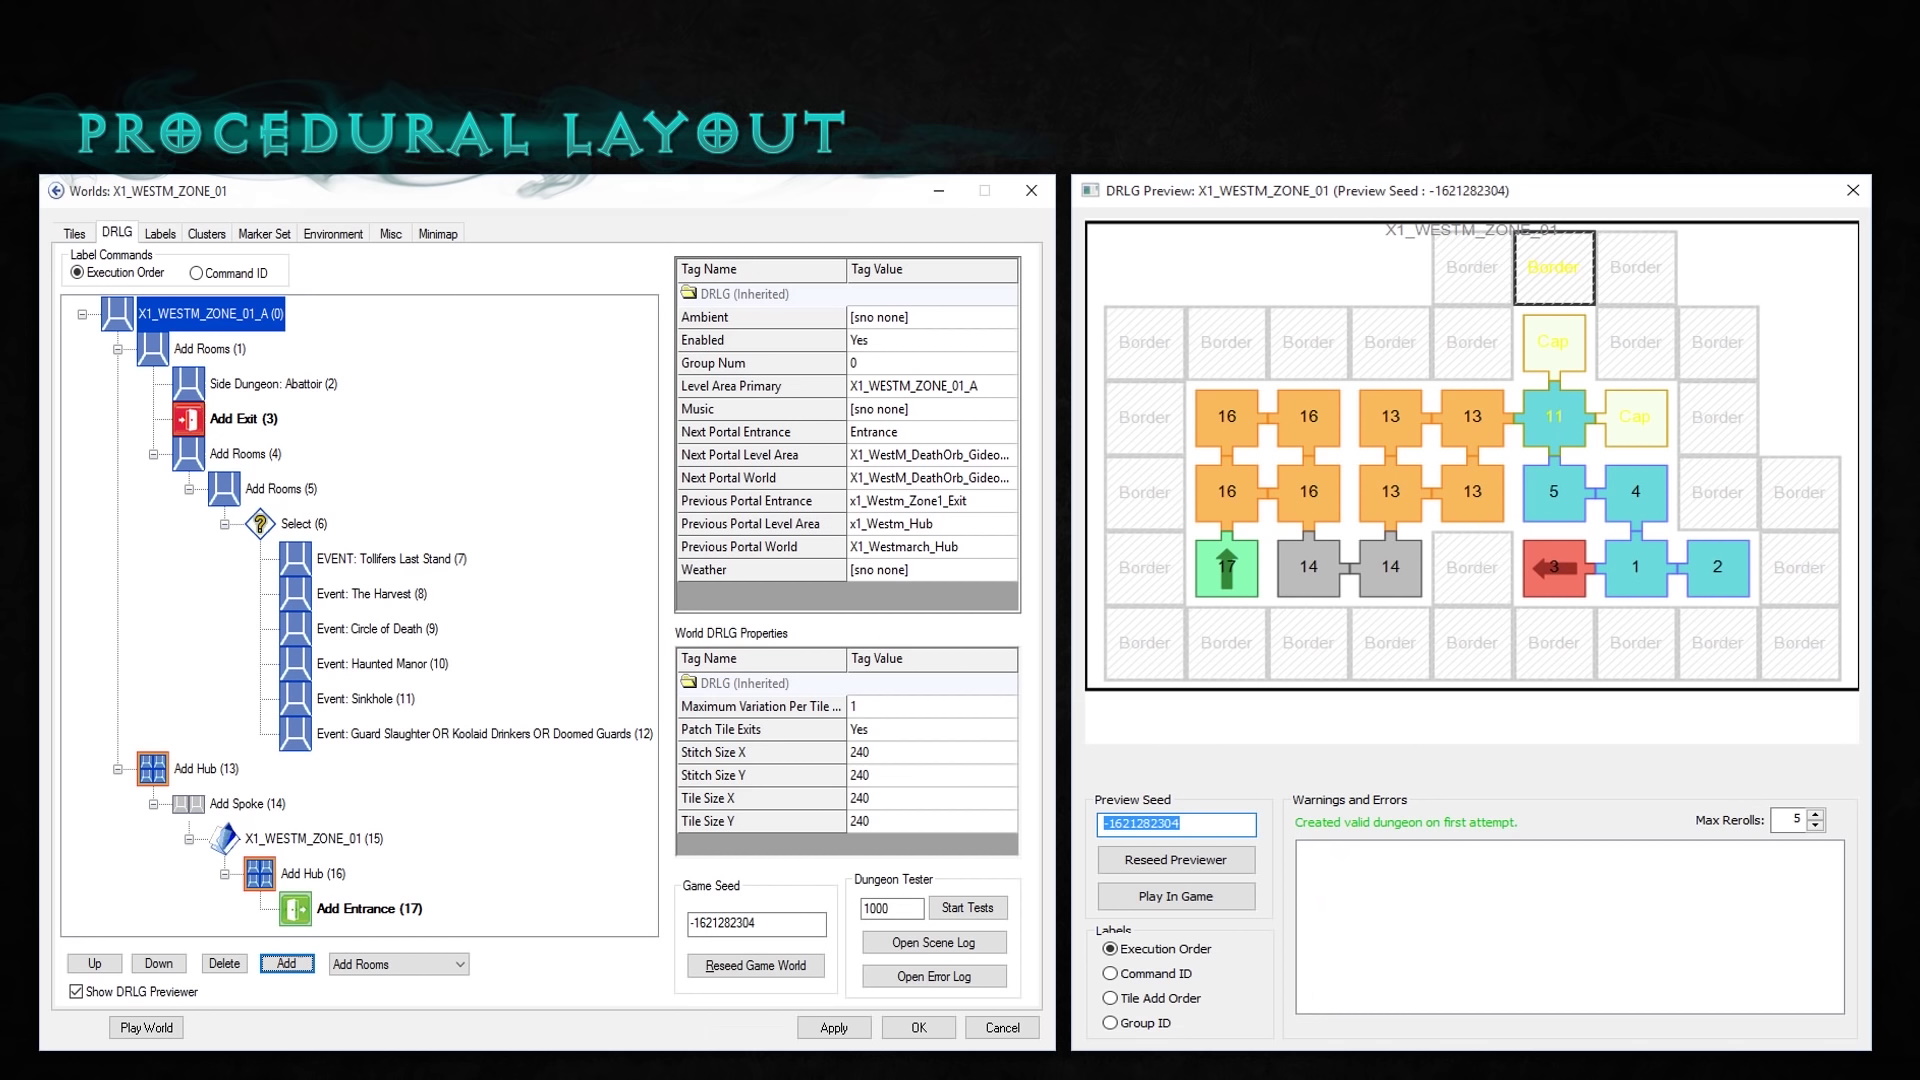 PROCEDURAL LAYOUT
Worlds: X1_WESTM_ZONE_01
Tiles DRLG Labels Clusters Marker Set Environment Misc Minimap
Label Commands
Execution Order Command ID
X1_WESTM_ZONE_01_A (0)
Add Rooms (1)
Side Dungeon: Abattoir (2)
Add Exit (3)
Add Rooms (4)
Add Rooms (5)
Select (6)
EVENT: Tollifers Last Stand (7)
Event: The Harvest (8)
Event: Circle of Death (9)
Event: Haunted Manor (10)
Event: Sinkhole (11)
Event: Guard Slaughter OR Koolaid Drinkers OR Doomed Guards (12)
Add Hub (13)
Add Spoke (14)
X1_WESTM_ZONE_01 (15)
Add Hub (16)
Add Entrance (17)
Up Down Delete Add Add Rooms
Show DRLG Previewer
Play World
Tag Name Tag Value
DRLG (Inherited)
Ambient [sno none]
Enabled Yes
Group Num 0
Level Area Primary X1_WESTM_ZONE_01_A
Music [sno none]
Next Portal Entrance Entrance
Next Portal Level Area X1_WestM_DeathOrb_Gideo...
Next Portal World X1_WestM_DeathOrb_Gideo...
Previous Portal Entrance x1_Westm_Zone1_Exit
Previous Portal Level Area x1_Westm_Hub
Previous Portal World X1_Westmarch_Hub
Weather [sno none]
World DRLG Properties
Tag Name Tag Value
DRLG (Inherited)
Maximum Variation Per Tile ... 1
Patch Tile Exits Yes
Stitch Size X 240
Stitch Size Y 240
Tile Size X 240
Tile Size Y 240
Game Seed
-1621282304
Reseed Game World
Dungeon Tester
1000 Start Tests
Open Scene Log
Open Error Log
Apply OK Cancel
DRLG Preview: X1_WESTM_ZONE_01 (Preview Seed : -1621282304)
X1_WESTM_ZONE_01
Border Border Border
Border Border Border Border Border Cap Border Border
Border 16 16 13 13 11 Cap Border
Border 16 16 13 13 5 4 Border Border
Border 17 14 14 Border 3 1 2 Border
Border Border Border Border Border Border Border Border Border
Preview Seed
-1621282304
Reseed Previewer
Play In Game
Labels
Execution Order
Command ID
Tile Add Order
Group ID
Warnings and Errors
Created valid dungeon on first attempt.
Max Rerolls: 5